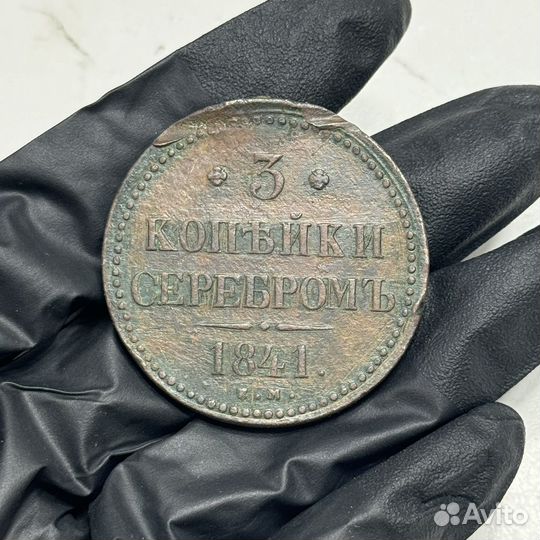 3
КОПѢЙКИ
СЕРЕБРОМЪ
1841.
Е.М.
Avito